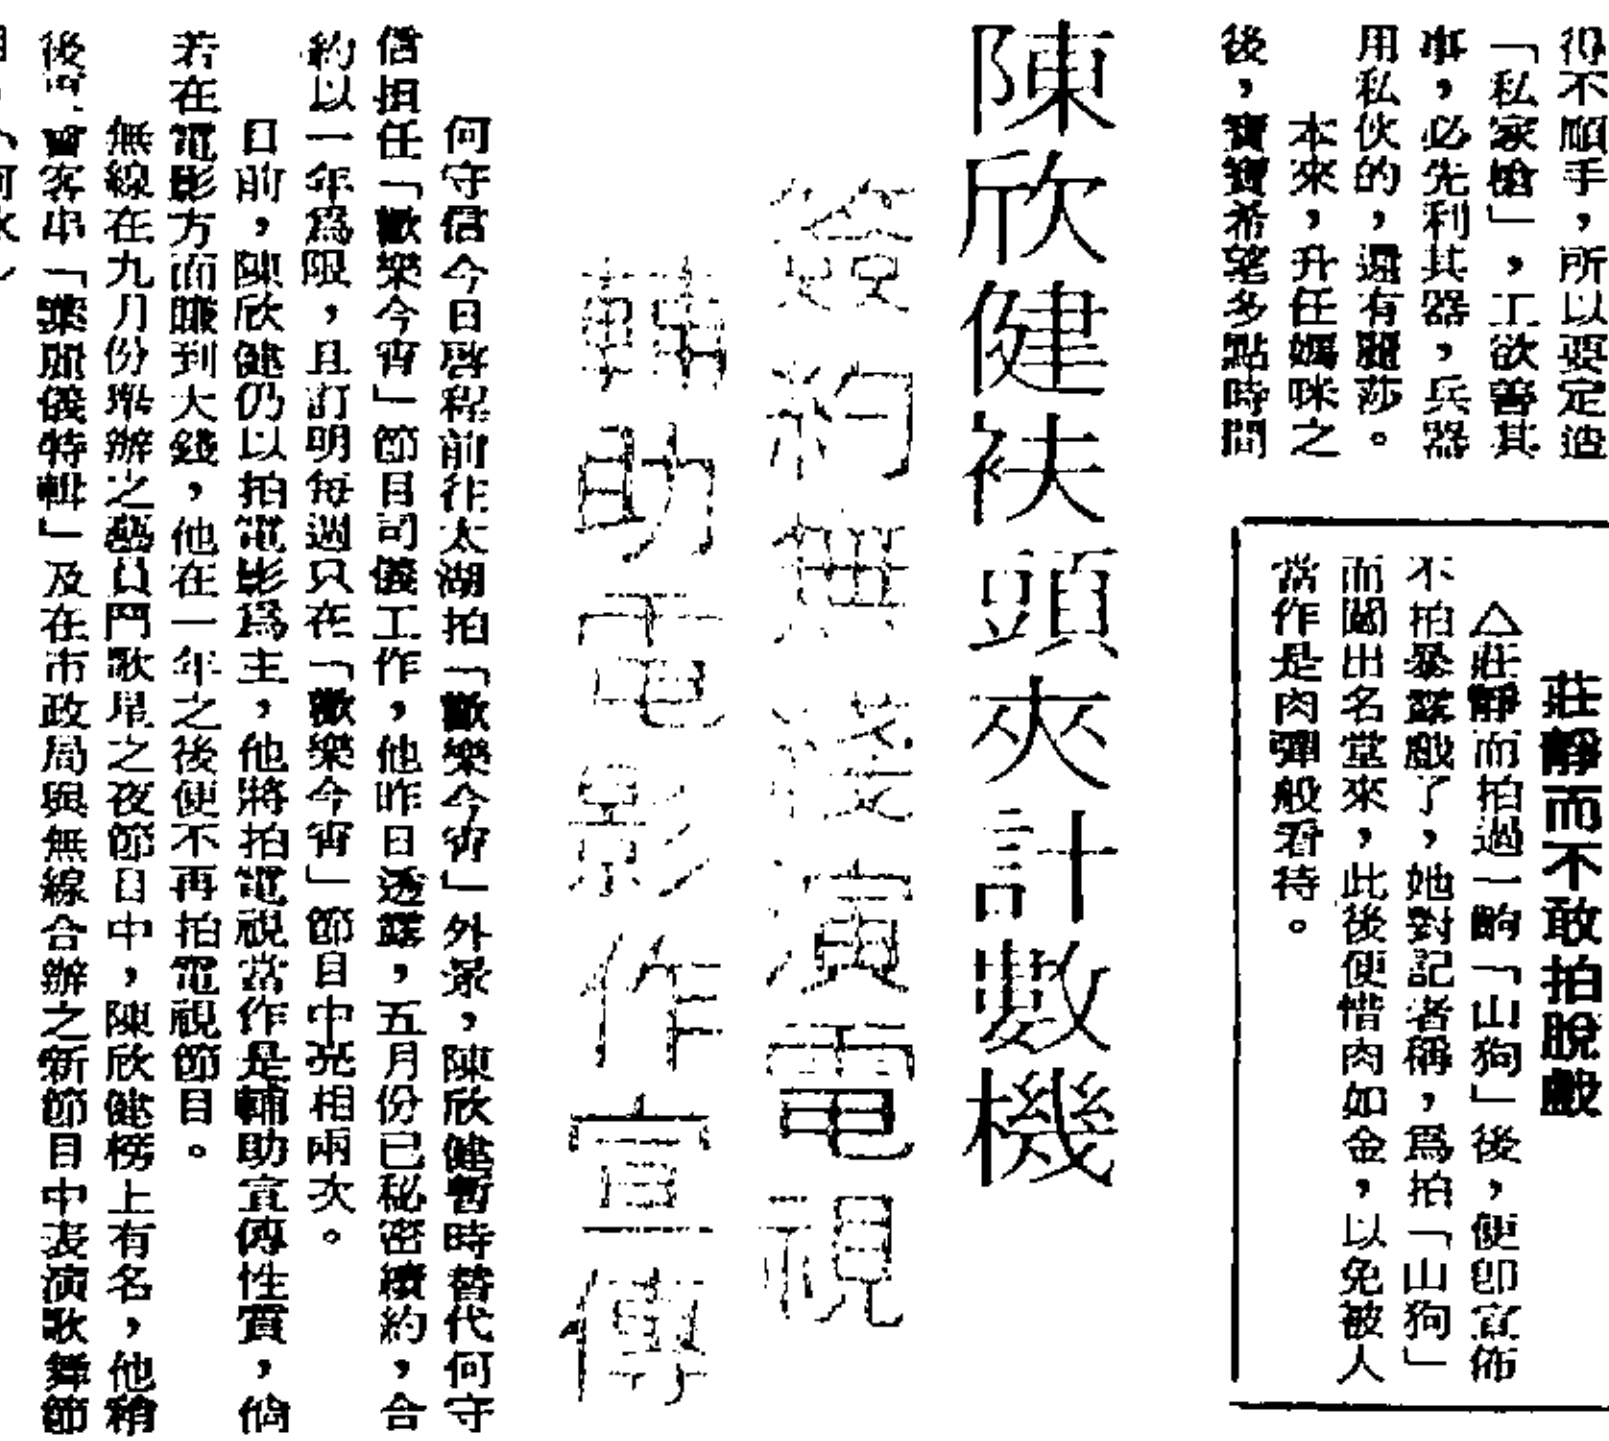 得不順手，所以要定造
「私家槍」，工欲善其
事，必先利其器，兵器
用私伙的，還有麗莎。
本來，升任媽咪之
後，寶寶希望多點時間
莊靜而不敢拍脫戲
△莊靜而拍過一齣「山狗」後，便卽宣佈
不拍暴露戲了，她對記者稱，爲拍「山狗」
而闖出名堂來，此後便惜肉如金，以免被人
當作是肉彈般看待。
陳欣健袂頭夾計數機
簽約無綫演電視
輔助電影作宣傳
何守信今日啓程前往太湖拍「歡樂今宵」外景，陳欣健暫時替代何守
信担任「歡樂今宵」節目司儀工作，他昨日透露，五月份已秘密續約，合
約以一年爲限，且訂明每週只在「歡樂今宵」節目中亮相兩次。
日前，陳欣健仍以拍電影爲主，他將拍電視當作是輔助宣傳性質，倘
若在電影方面賺到大錢，他在一年之後便不再拍電視節目。
無線在九月份舉辦之藝員鬥歌星之夜節目中，陳欣健榜上有名，他稍
後 會客串「葉麗儀特輯」及在市政局與無線合辦之新節目中表演歌舞節